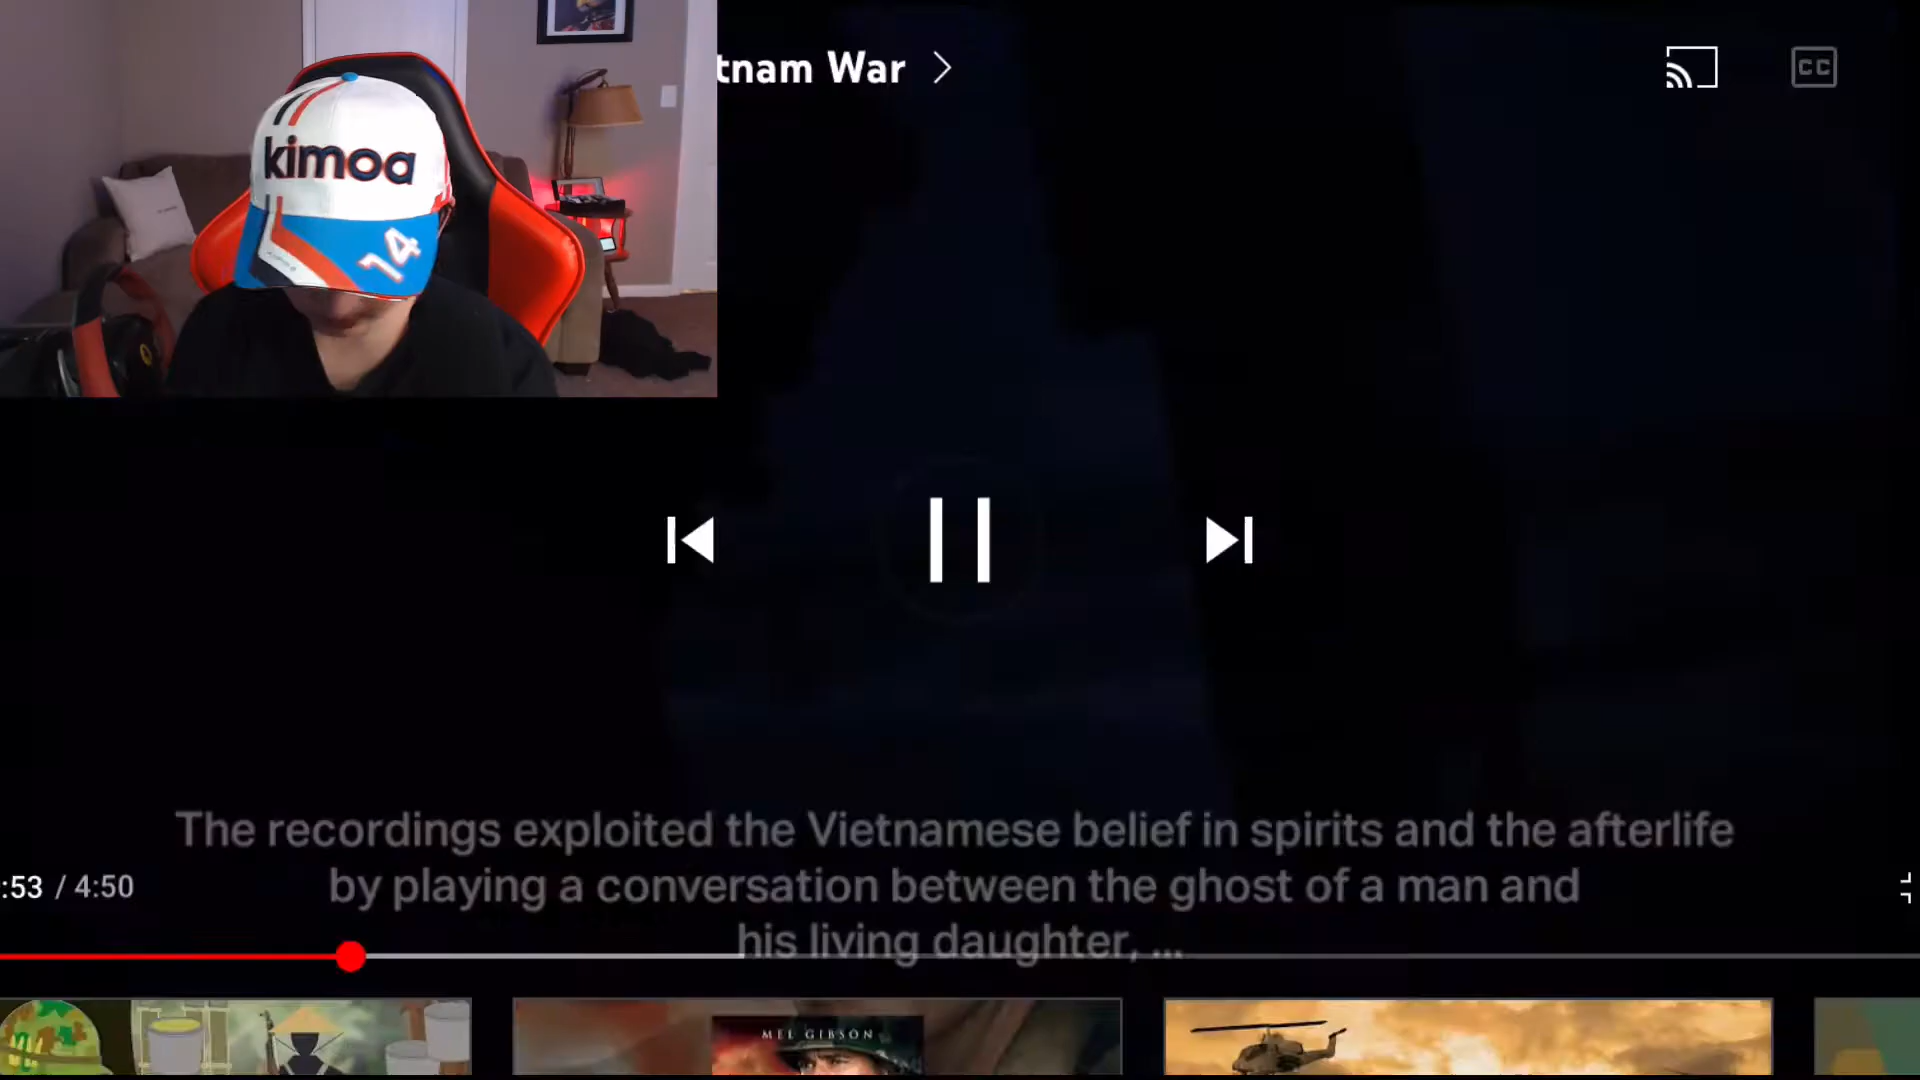 tnam War
CC
kimoa
14
The recordings exploited the Vietnamese belief in spirits and the afterlife
by playing a conversation between the ghost of a man and
his living daughter, ...
:53 / 4:50
MEL GIBSON